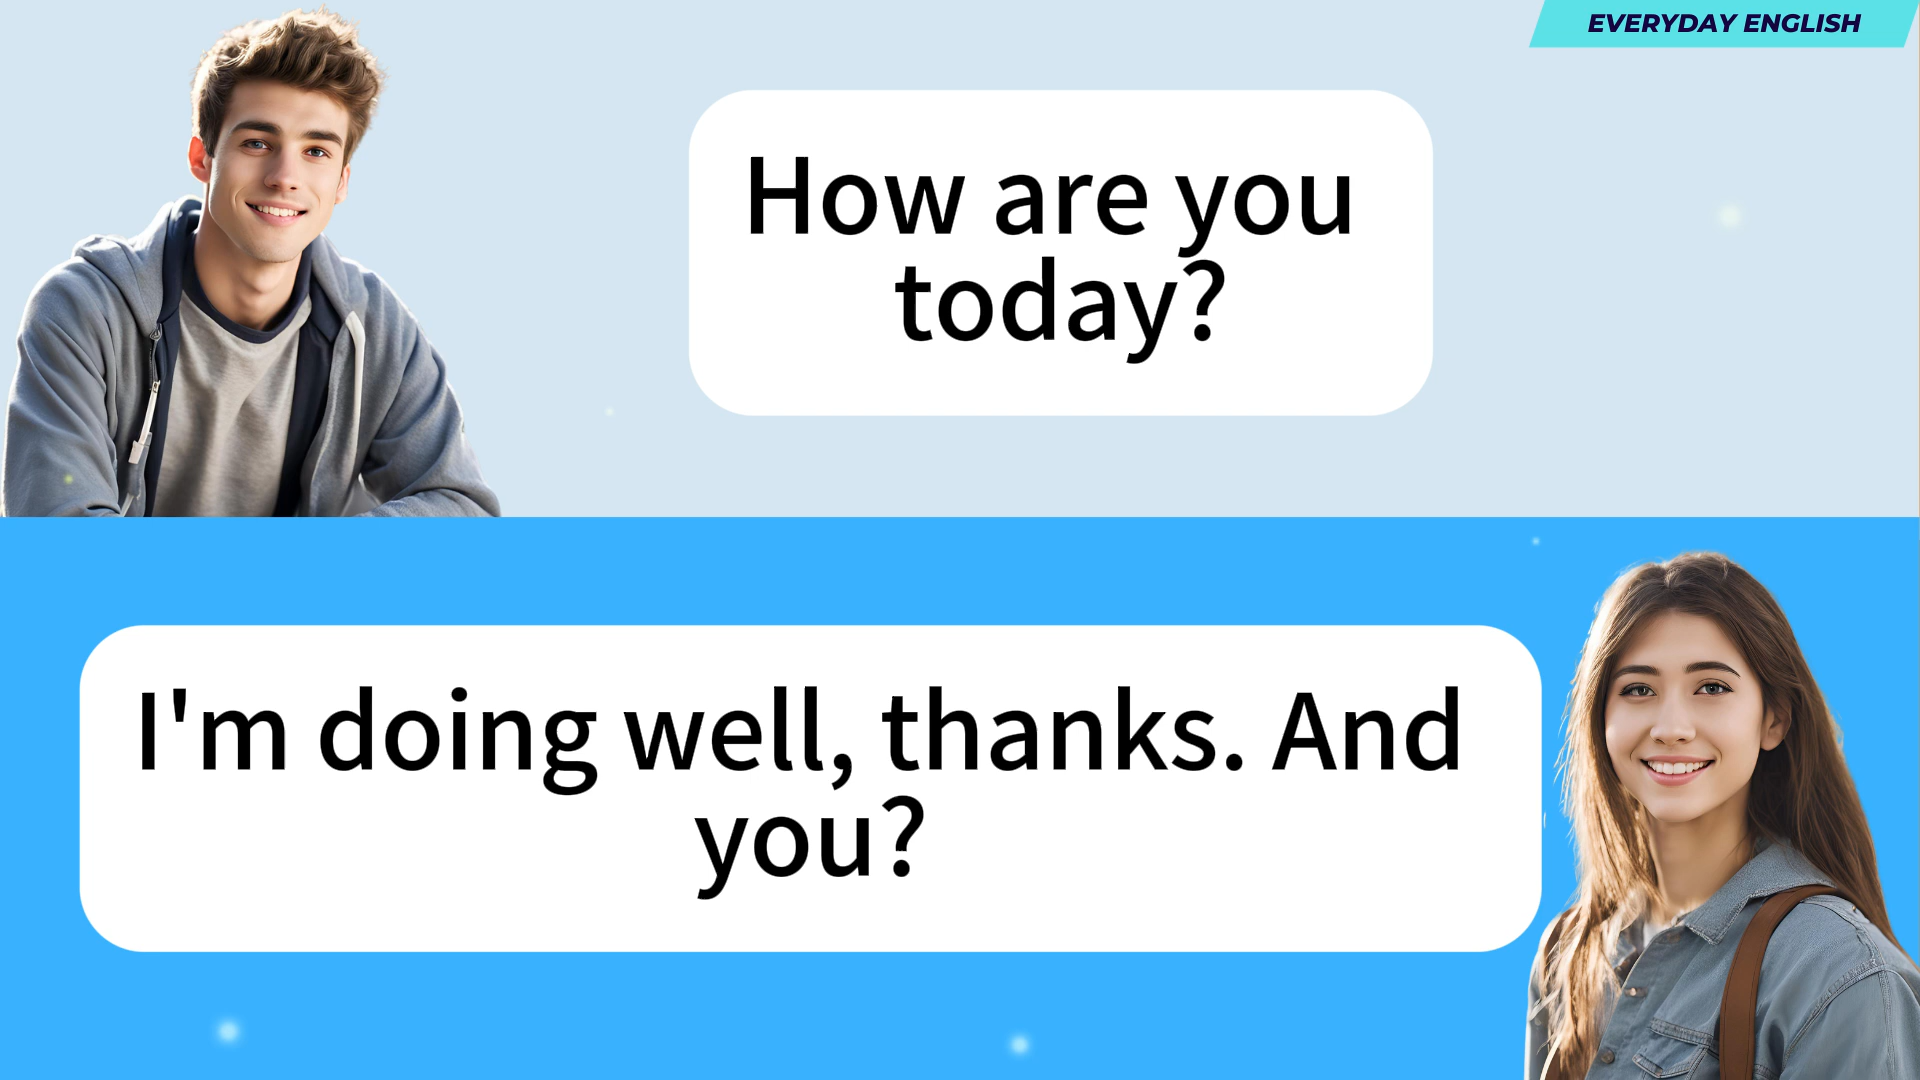 EVERYDAY ENGLISH
How are you
today?
I'm doing well, thanks. And
you?